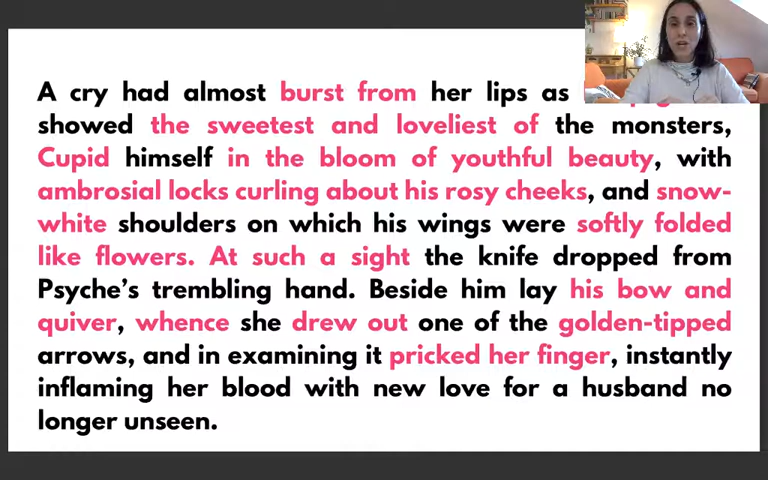 A cry had almost burst from her lips as
showed the sweetest and loveliest of the monsters,
Cupid himself in the bloom of youthful beauty, with
ambrosial locks curling about his rosy cheeks, and snow-
white shoulders on which his wings were softly folded
like flowers. At such a sight the knife dropped from
Psyche's trembling hand. Beside him lay his bow and
quiver, whence she drew out one of the golden-tipped
arrows, and in examining it pricked her finger, instantly
inflaming her blood with new love for a husband no
longer unseen.